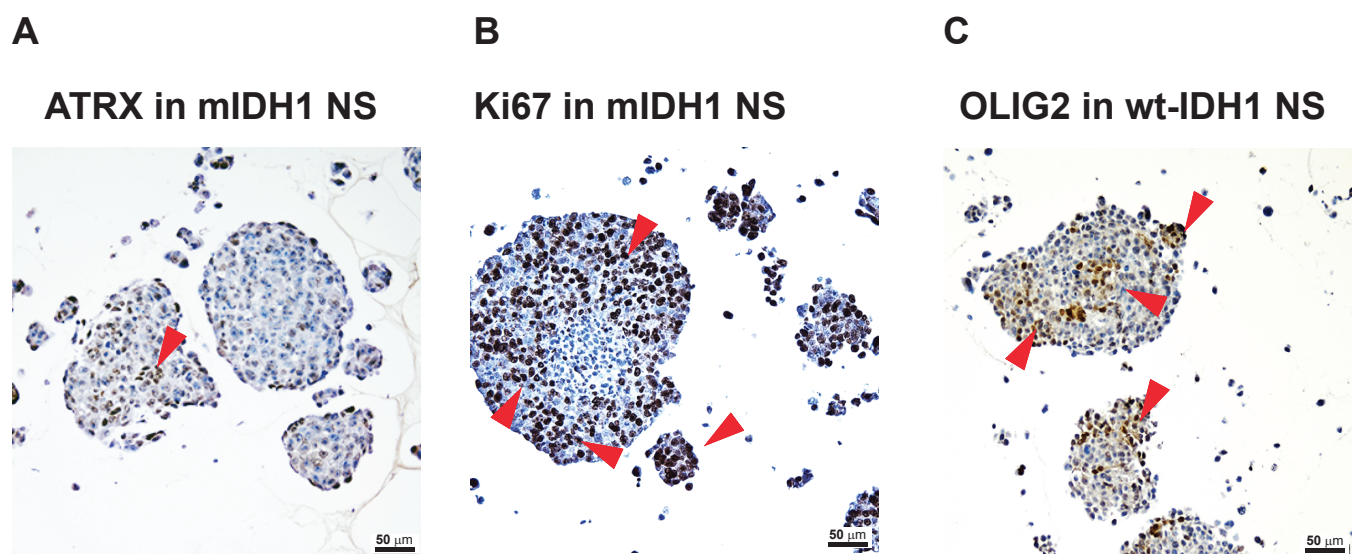 A
B
C
ATRX in mIDH1 NS
Ki67 in mIDH1 NS
OLIG2 in wt-IDH1 NS
50 μm
50 μm
50 μm